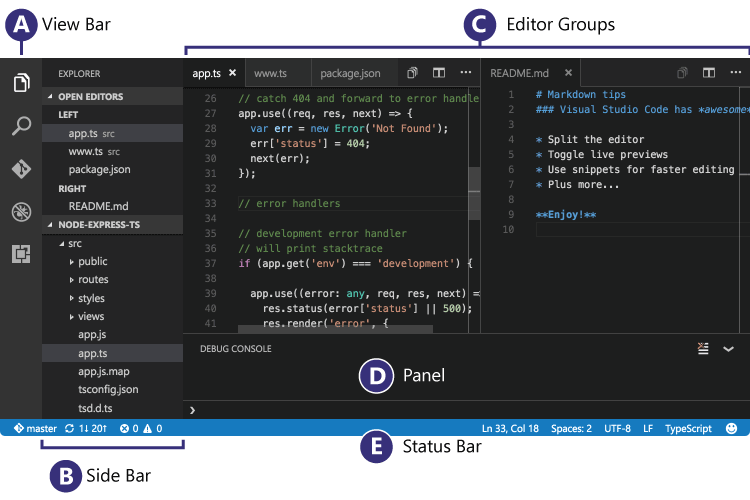 A View Bar
C Editor Groups
EXPLORER
OPEN EDITORS
LEFT
app.ts src
www.ts src
package.json
RIGHT
README.md
NODE-EXPRESS-TS
src
public
routes
styles
views
app.js
app.ts
app.js.map
tsconfig.json
tsd.d.ts
app.ts × www.ts package.json
26 // catch 404 and forward to error handle
27 app.use((req, res, next) => {
28 var err = new Error('Not Found');
29 err['status'] = 404;
30 next(err);
31 });
32
33 // error handlers
34
35 // development error handler
36 // will print stacktrace
37 if (app.get('env') === 'development') {
38
39 app.use((error: any, req, res, next) =>
40 res.status(error['status'] || 500);
41 res.render('error', {
README.md ×
1 # Markdown tips
2 ### Visual Studio Code has *awesome*
3
4 * Split the editor
5 * Toggle live previews
6 * Use snippets for faster editing
7 * Plus more...
8
9 **Enjoy!**
10
DEBUG CONSOLE
D Panel
master 1↓ 20↑ 0 0
Ln 33, Col 18 Spaces: 2 UTF-8 LF TypeScript
E Status Bar
B Side Bar